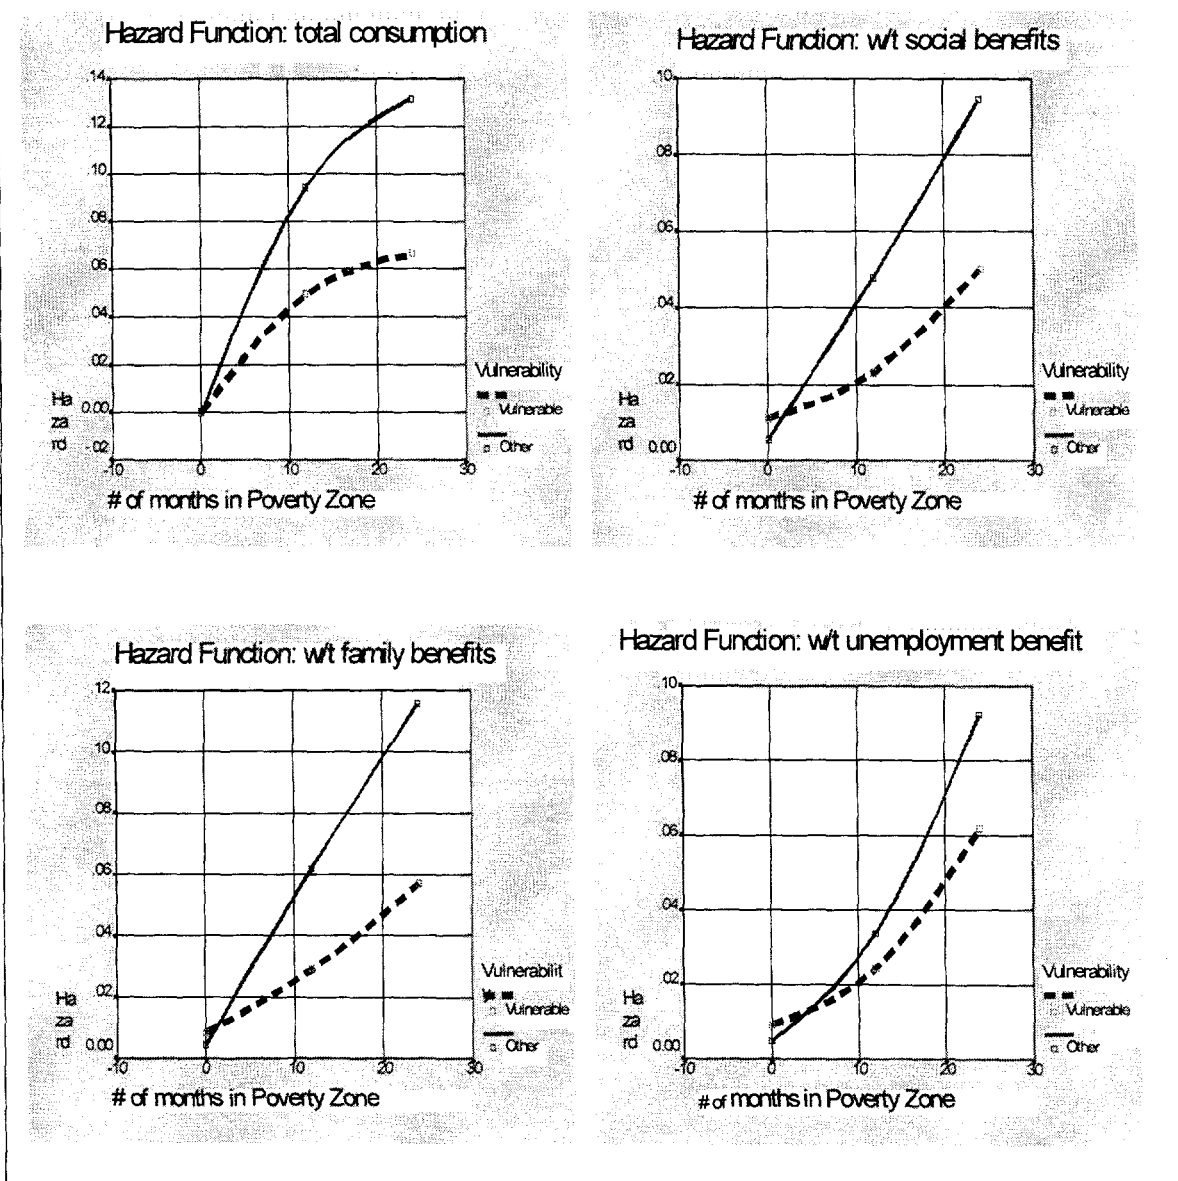 Hazard Function: total consumption
.14
.12
.10
.08
.06
.04
.02
0.00
-.02
Ha
za
rd
-10 0 10 20 30
# of months in Poverty Zone
Vulnerability
Vulnerable
Other
Hazard Function: w/t social benefits
.10
.08
.06
.04
.02
0.00
Ha
za
rd
-10 0 10 20 30
# of months in Poverty Zone
Vulnerability
Vulnerable
Other
Hazard Function: w/t family benefits
.12
.10
.08
.06
.04
.02
0.00
Ha
za
rd
-10 0 10 20 30
# of months in Poverty Zone
Vulnerabilit
Vulnerable
Other
Hazard Function: w/t unemployment benefit
.10
.08
.06
.04
.02
0.00
Ha
za
rd
-10 0 10 20 30
# of months in Poverty Zone
Vulnerability
Vulnerable
Other